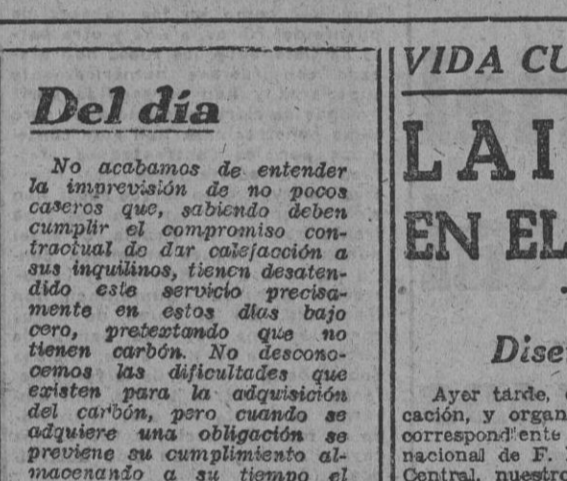 Del día
No acabamos de entender
la imprevisión de no pocos
caseros que, sabiendo deben
cumplir el compromiso con-
tractual de dar calefacción a
sus inquilinos, tienen desaten-
dido este servicio precisa-
mente en estos días bajo
cero, pretextando que no
tienen carbón. No descono-
cemos las dificultades que
existen para la adquisición
del carbón, pero cuando se
adquiere una obligación se
previene su cumplimiento al-
macenando a su tiempo el
VIDA CU
LA I
EN EL
Dise
Ayer tarde,
cación, y organ
correspondiente
nacional de F.
Central, nuestro